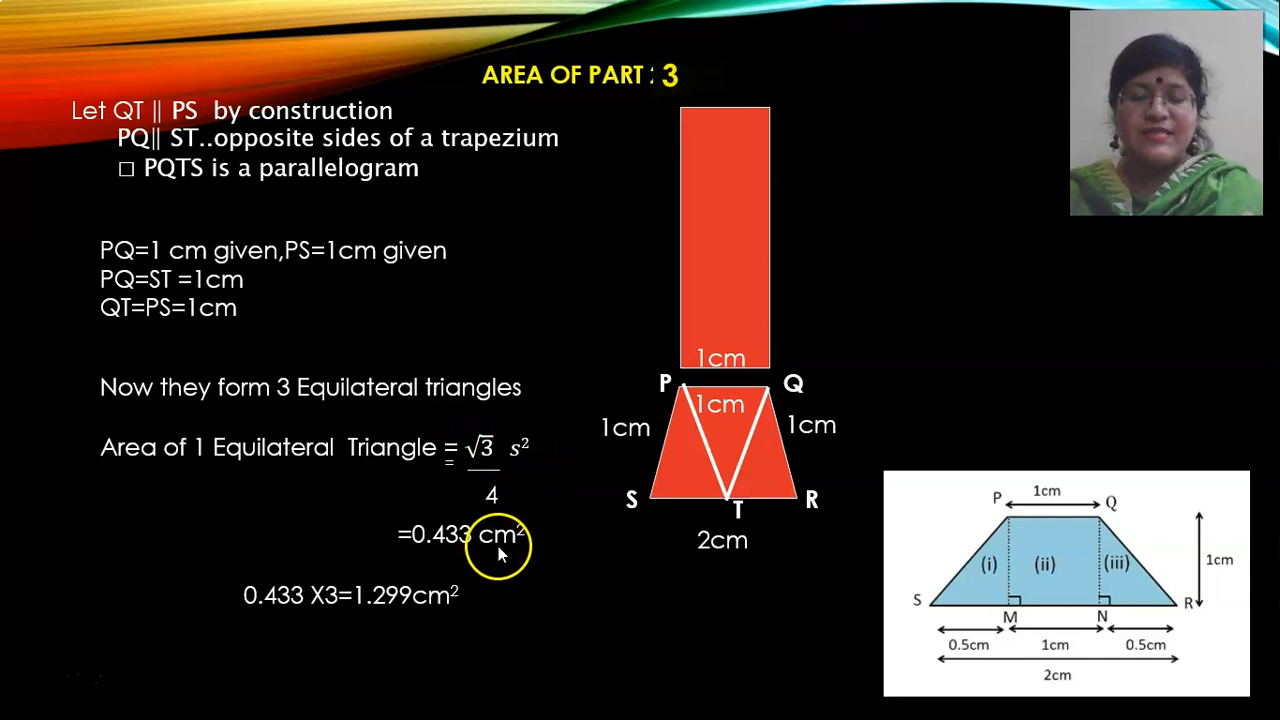 AREA OF PART : 3
Let QT || PS by construction
PQ|| ST..opposite sides of a trapezium
□ PQTS is a parallelogram
PQ=1 cm given,PS=1cm given
PQ=ST =1cm
QT=PS=1cm
Now they form 3 Equilateral triangles
Area of 1 Equilateral Triangle = √3 s²
=
4
=0.433 cm²
0.433 X3=1.299cm²
1cm
P Q
1cm
1cm 1cm
S T R
2cm
1cm
P Q
(i) (ii) (iii) 1cm
S M N R
0.5cm 1cm 0.5cm
2cm